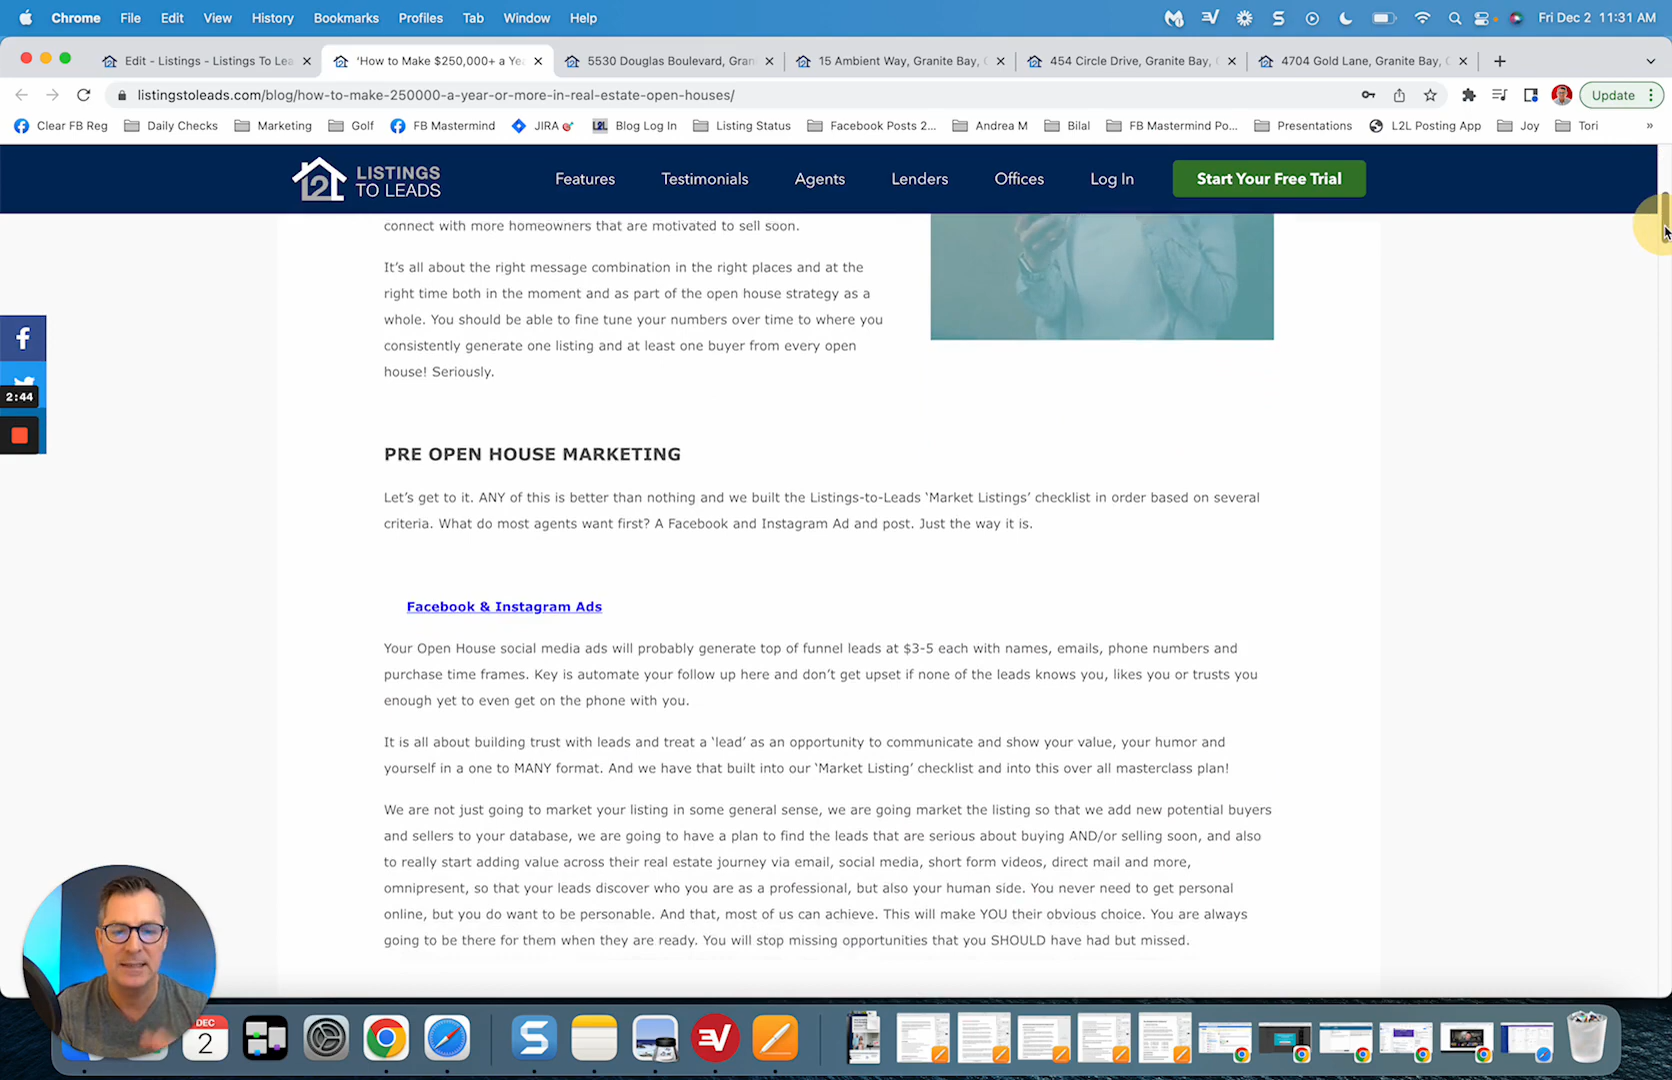 Chrome File Edit View History Bookmarks Profiles Tab Window Help Fri Dec 2 11:31 AM
Edit - Listings - Listings To Lea 'How to Make $250,000+ a Yea 5530 Douglas Boulevard, Gran 15 Ambient Way, Granite Bay, C 454 Circle Drive, Granite Bay, 4704 Gold Lane, Granite Bay, C
listingstoleads.com/blog/how-to-make-250000-a-year-or-more-in-real-estate-open-houses/ Update
Clear FB Reg Daily Checks Marketing Golf FB Mastermind JIRA Blog Log In Listing Status Facebook Posts 2... Andrea M Bilal FB Mastermind Po... Presentations L2L Posting App Joy Tori »
LISTINGS
TO LEADS
Features Testimonials Agents Lenders Offices Log In Start Your Free Trial
connect with more homeowners that are motivated to sell soon.
It's all about the right message combination in the right places and at the
right time both in the moment and as part of the open house strategy as a
whole. You should be able to fine tune your numbers over time to where you
consistently generate one listing and at least one buyer from every open
house! Seriously.
2:44
PRE OPEN HOUSE MARKETING
Let's get to it. ANY of this is better than nothing and we built the Listings-to-Leads 'Market Listings' checklist in order based on several
criteria. What do most agents want first? A Facebook and Instagram Ad and post. Just the way it is.
Facebook & Instagram Ads
Your Open House social media ads will probably generate top of funnel leads at $3-5 each with names, emails, phone numbers and
purchase time frames. Key is automate your follow up here and don't get upset if none of the leads knows you, likes you or trusts you
enough yet to even get on the phone with you.
It is all about building trust with leads and treat a 'lead' as an opportunity to communicate and show your value, your humor and
yourself in a one to MANY format. And we have that built into our 'Market Listing' checklist and into this over all masterclass plan!
We are not just going to market your listing in some general sense, we are going market the listing so that we add new potential buyers
and sellers to your database, we are going to have a plan to find the leads that are serious about buying AND/or selling soon, and also
to really start adding value across their real estate journey via email, social media, short form videos, direct mail and more,
omnipresent, so that your leads discover who you are as a professional, but also your human side. You never need to get personal
online, but you do want to be personable. And that, most of us can achieve. This will make YOU their obvious choice. You are always
going to be there for them when they are ready. You will stop missing opportunities that you SHOULD have had but missed.
DEC
2